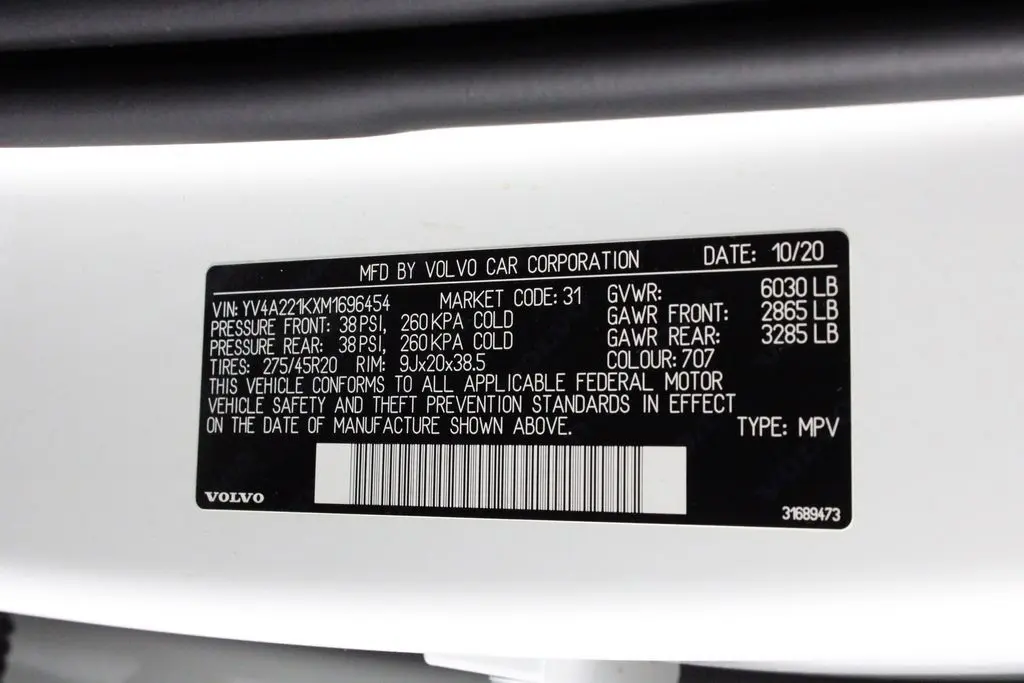 MFD BY VOLVO CAR CORPORATION DATE: 10/20
VIN: YV4A221KXM1696454 MARKET CODE: 31 GVWR: 6030 LB
PRESSURE FRONT: 38 PSI, 260 KPA COLD GAWR FRONT: 2865 LB
PRESSURE REAR: 38 PSI, 260 KPA COLD GAWR REAR: 3285 LB
TIRES: 275/45R20 RIM: 9Jx20x38.5 COLOUR: 707
THIS VEHICLE CONFORMS TO ALL APPLICABLE FEDERAL MOTOR
VEHICLE SAFETY AND THEFT PREVENTION STANDARDS IN EFFECT
ON THE DATE OF MANUFACTURE SHOWN ABOVE. TYPE: MPV
VOLVO 31689473